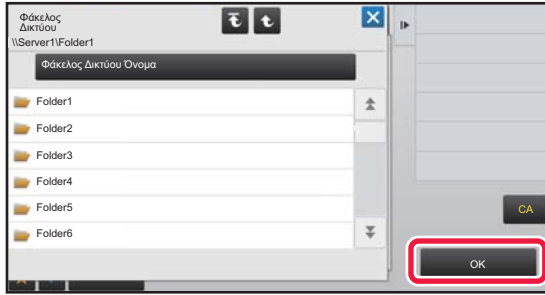 Φάκελος
Δικτύου
\\Server1\Folder1
Φάκελος Δικτύου Όνομα
Folder1
Folder2
Folder3
Folder4
Folder5
Folder6
CA
OK